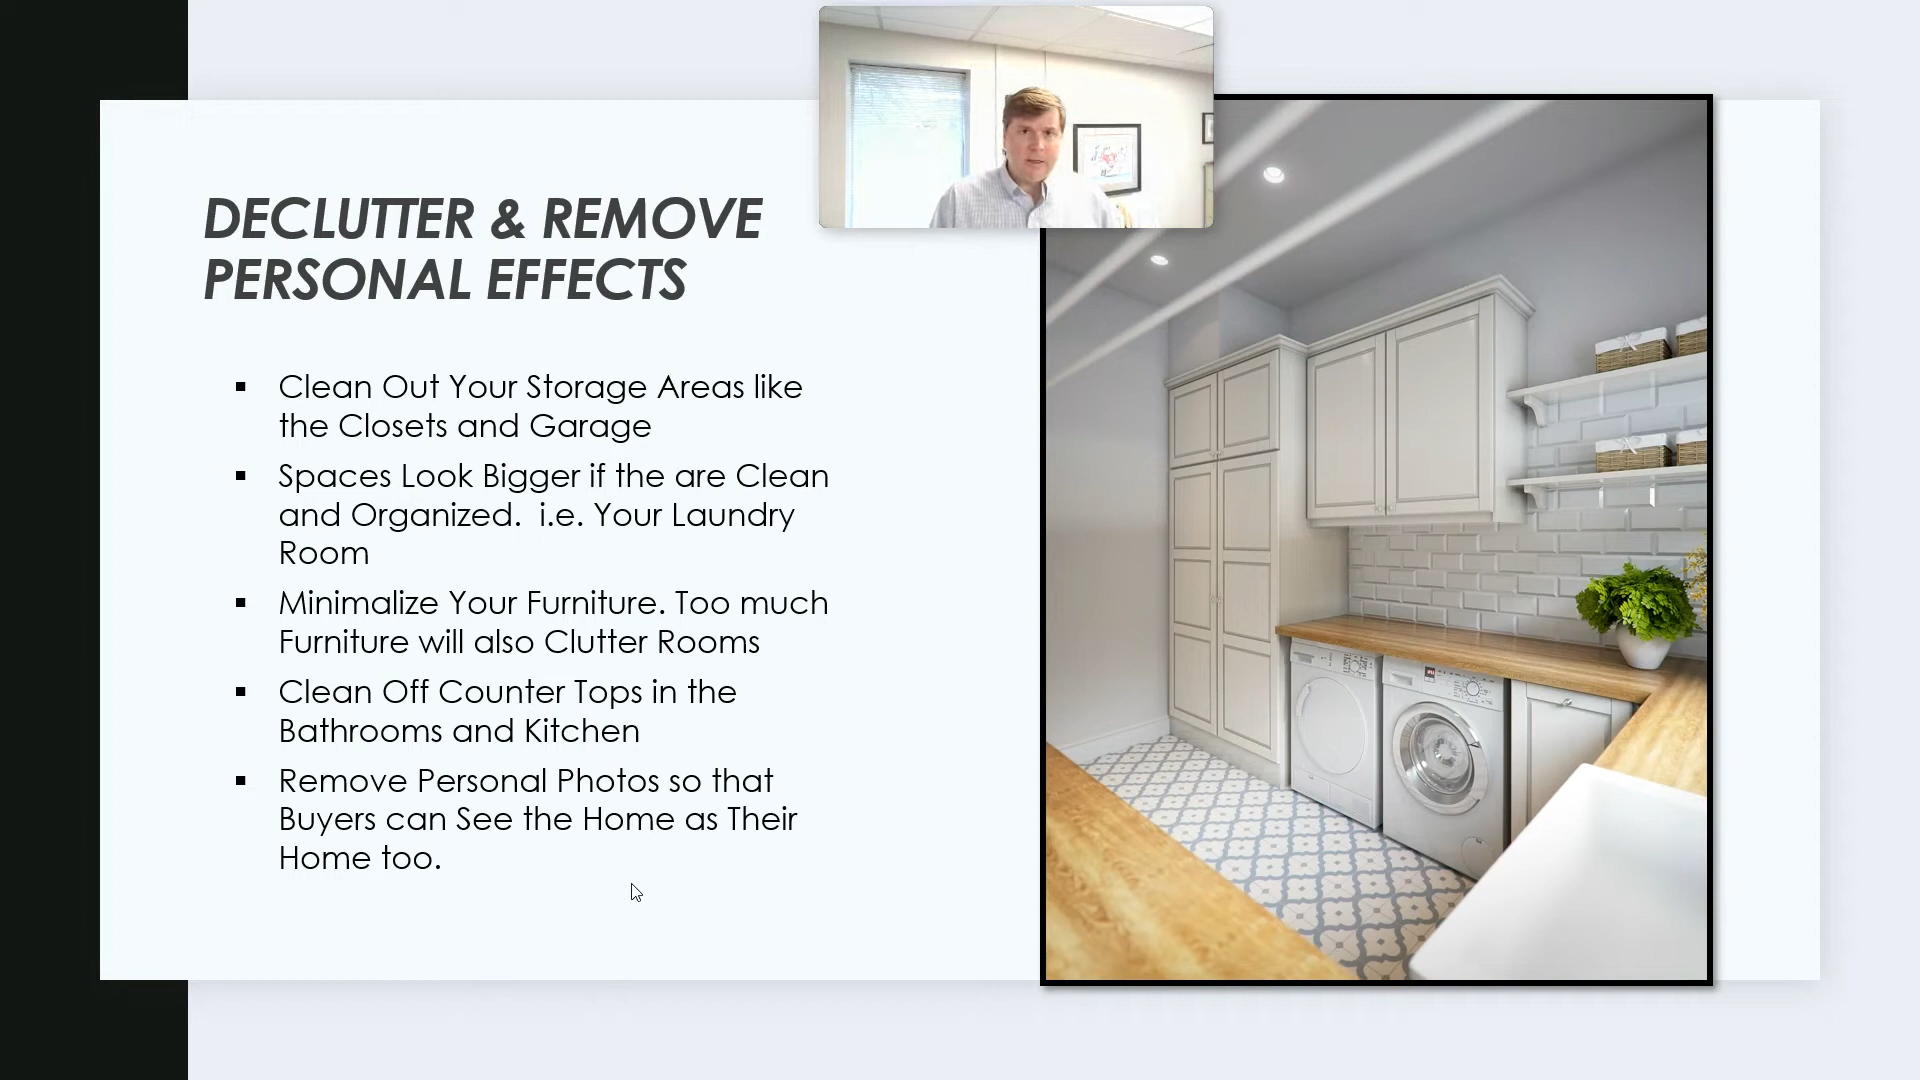 DECLUTTER & REMOVE
PERSONAL EFFECTS
▪ Clean Out Your Storage Areas like
the Closets and Garage
▪ Spaces Look Bigger if the are Clean
and Organized.  i.e. Your Laundry
Room
▪ Minimalize Your Furniture. Too much
Furniture will also Clutter Rooms
▪ Clean Off Counter Tops in the
Bathrooms and Kitchen
▪ Remove Personal Photos so that
Buyers can See the Home as Their
Home too.